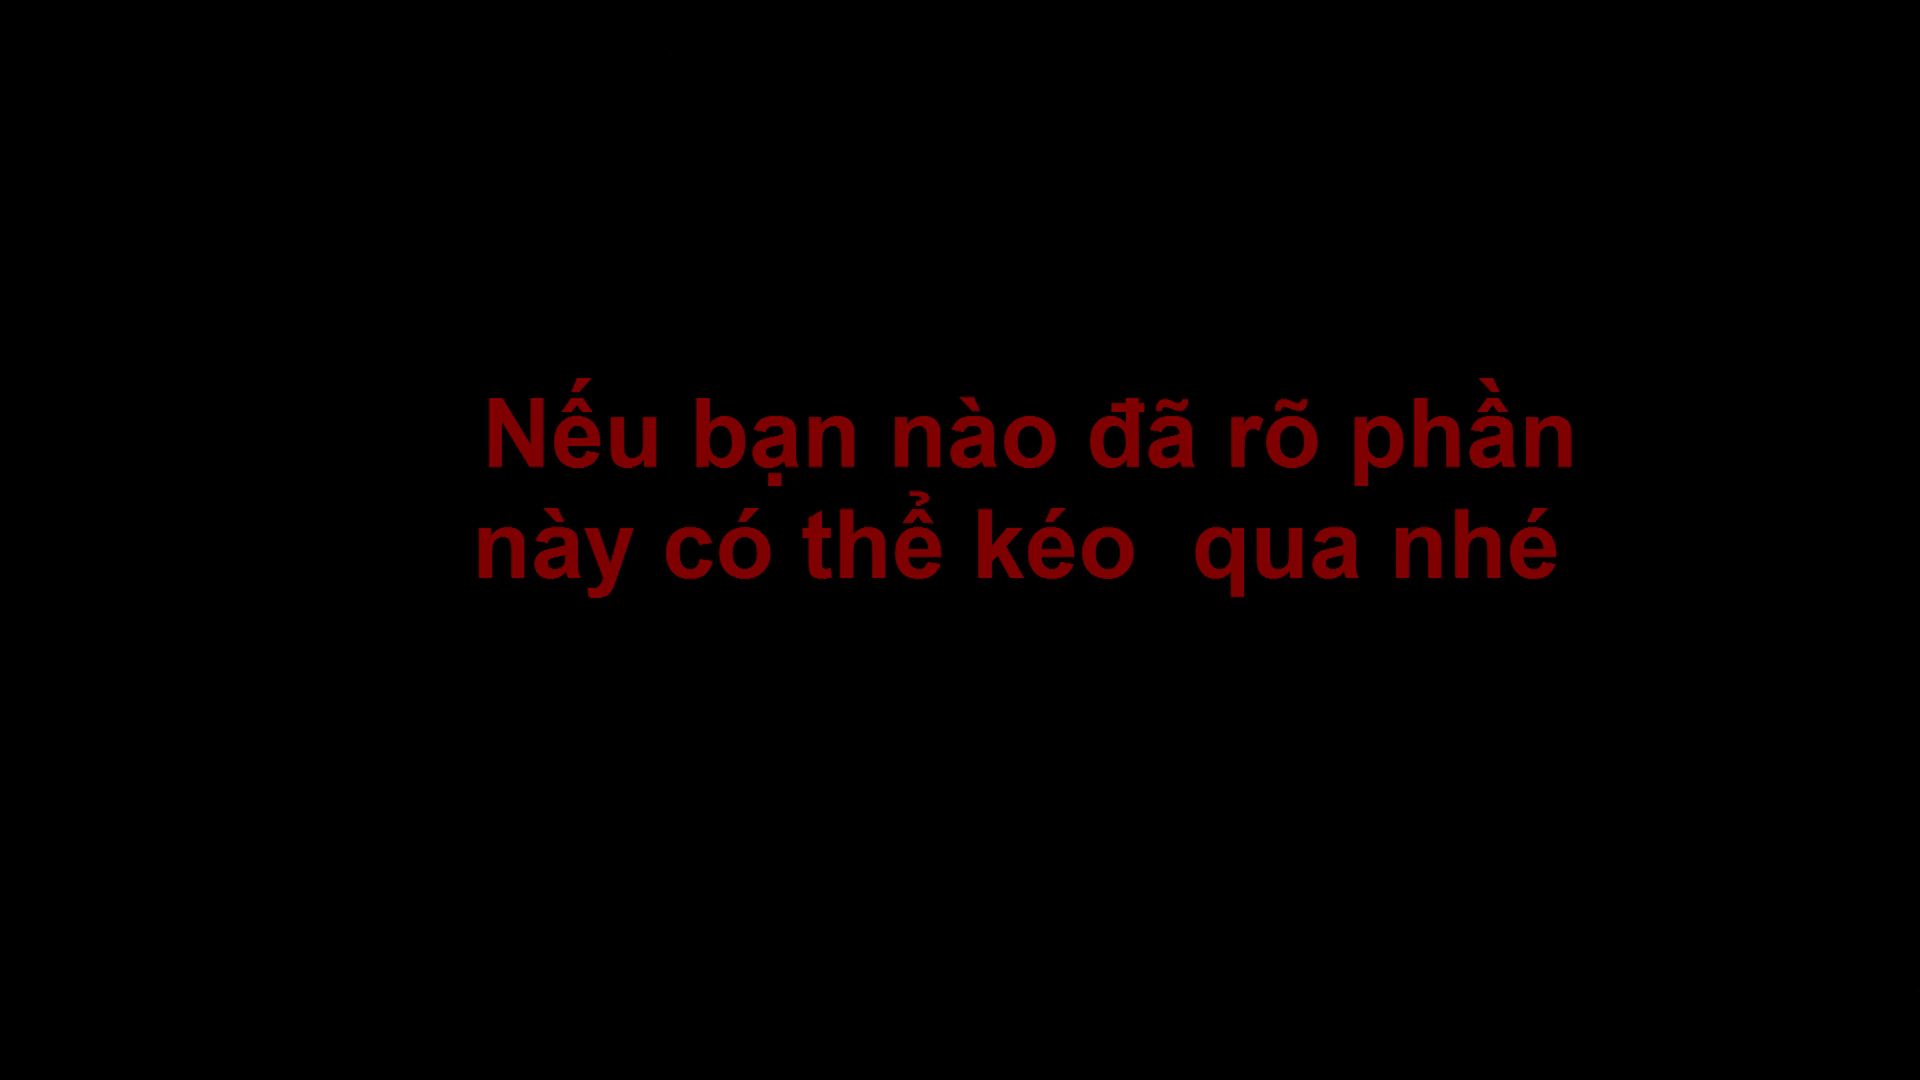 Nếu bạn nào đã rõ phần
này có thể kéo  qua nhé